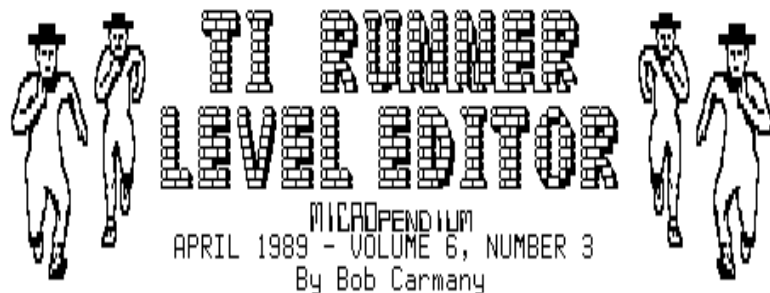 TI RUNNER
LEVEL EDITOR
MICROPENDIUM
APRIL 1989 - VOLUME 6, NUMBER 3
By Bob Carmany